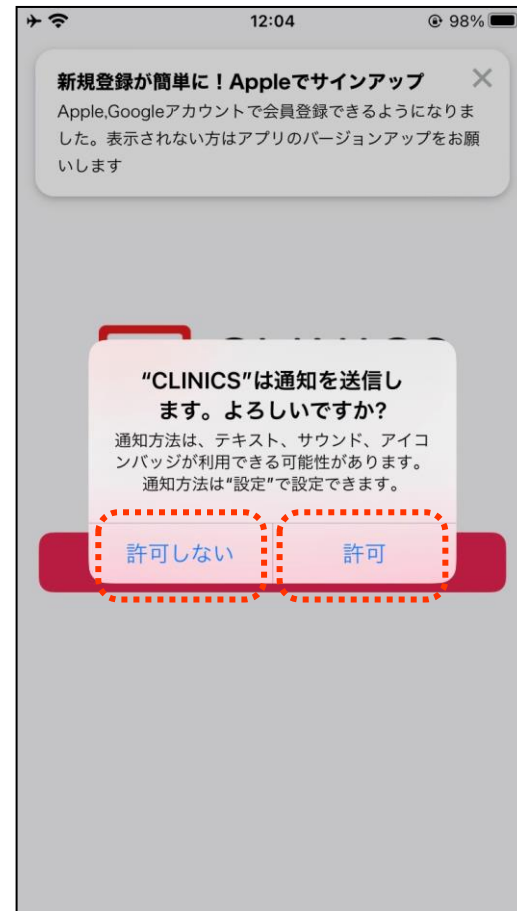 12:04
98%
新規登録が簡単に！Appleでサインアップ
Apple,Googleアカウントで会員登録できるようになりま
した。表示されない方はアプリのバージョンアップをお願
いします
“CLINICS”は通知を送信し
ます。よろしいですか?
通知方法は、テキスト、サウンド、アイコ
ンバッジが利用できる可能性があります。
通知方法は“設定”で設定できます。
許可しない
許可